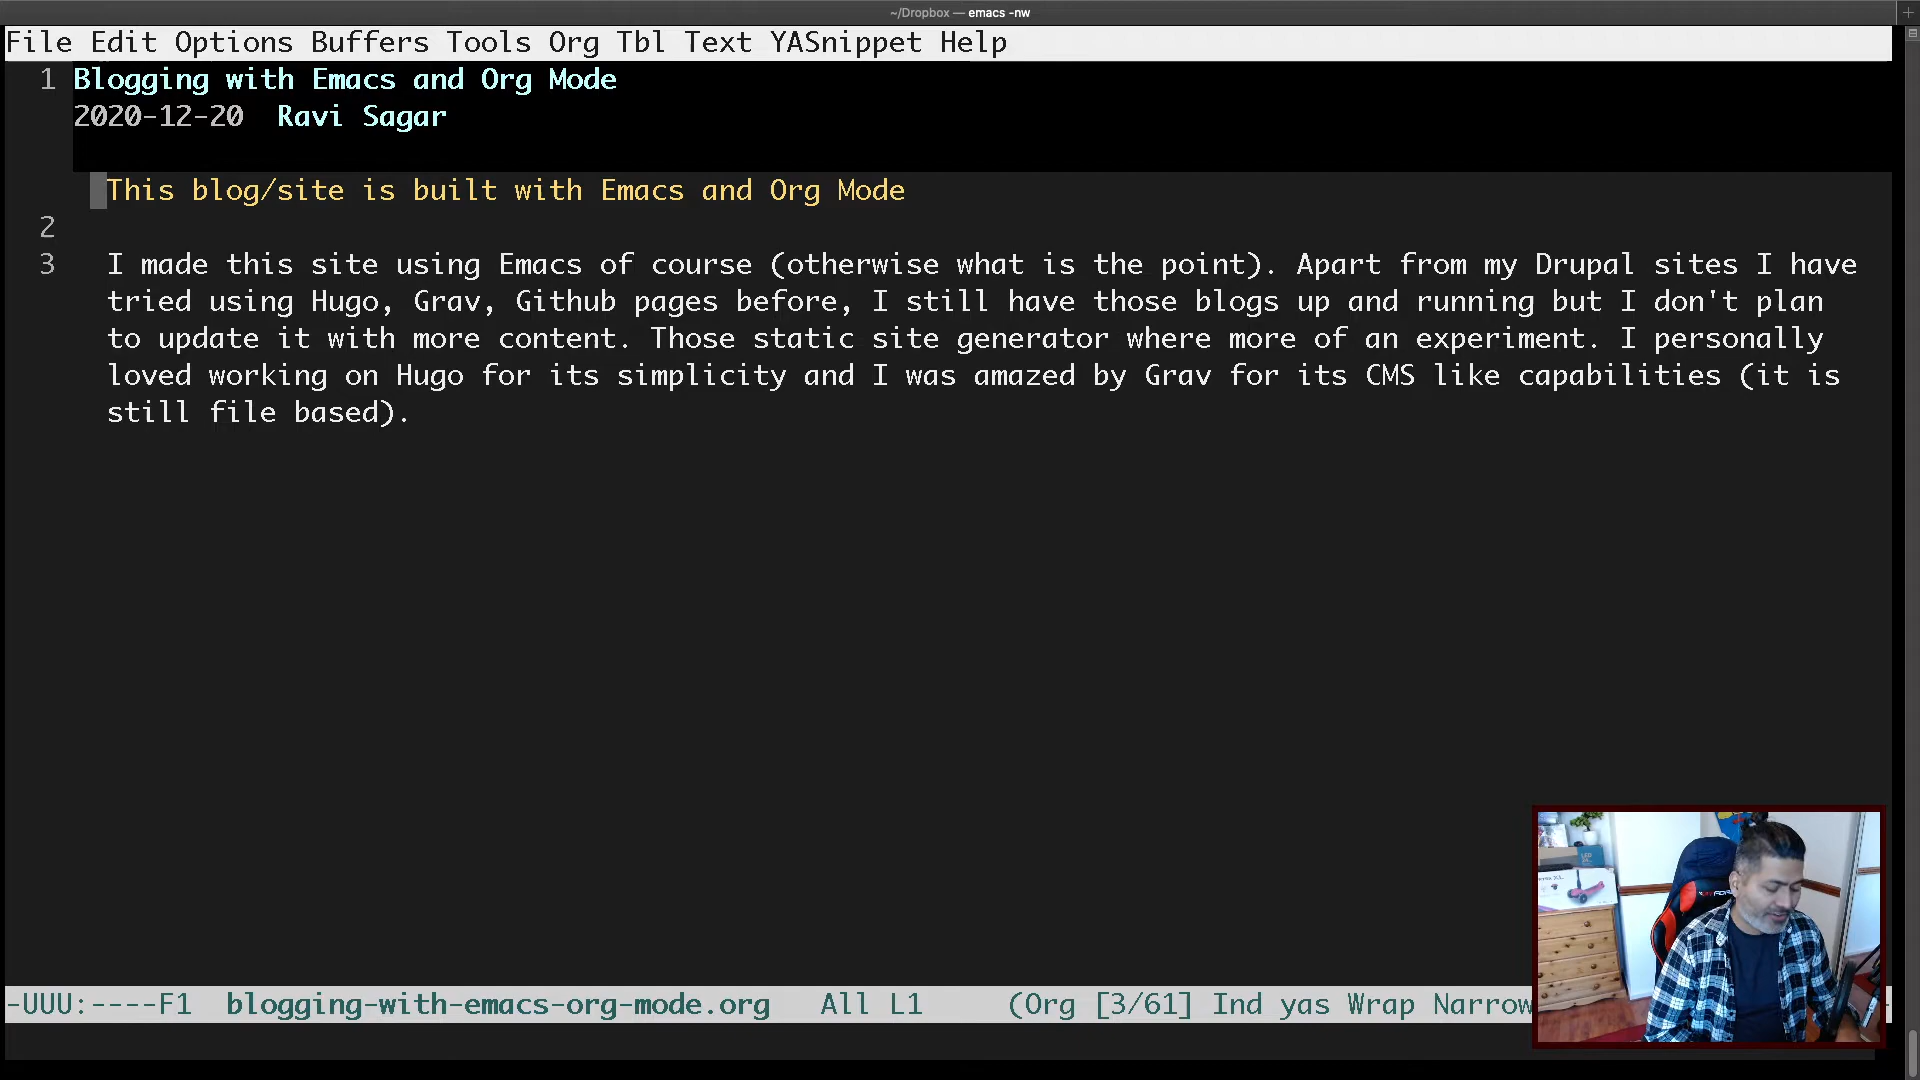 ~/Dropbox — emacs -nw
File Edit Options Buffers Tools Org Tbl Text YASnippet Help
1 Blogging with Emacs and Org Mode
2020-12-20  Ravi Sagar
This blog/site is built with Emacs and Org Mode
2
3 I made this site using Emacs of course (otherwise what is the point). Apart from my Drupal sites I have
tried using Hugo, Grav, Github pages before, I still have those blogs up and running but I don't plan
to update it with more content. Those static site generator where more of an experiment. I personally
loved working on Hugo for its simplicity and I was amazed by Grav for its CMS like capabilities (it is
still file based).
-UUU:----F1  blogging-with-emacs-org-mode.org   All L1     (Org [3/61] Ind yas Wrap Narrow